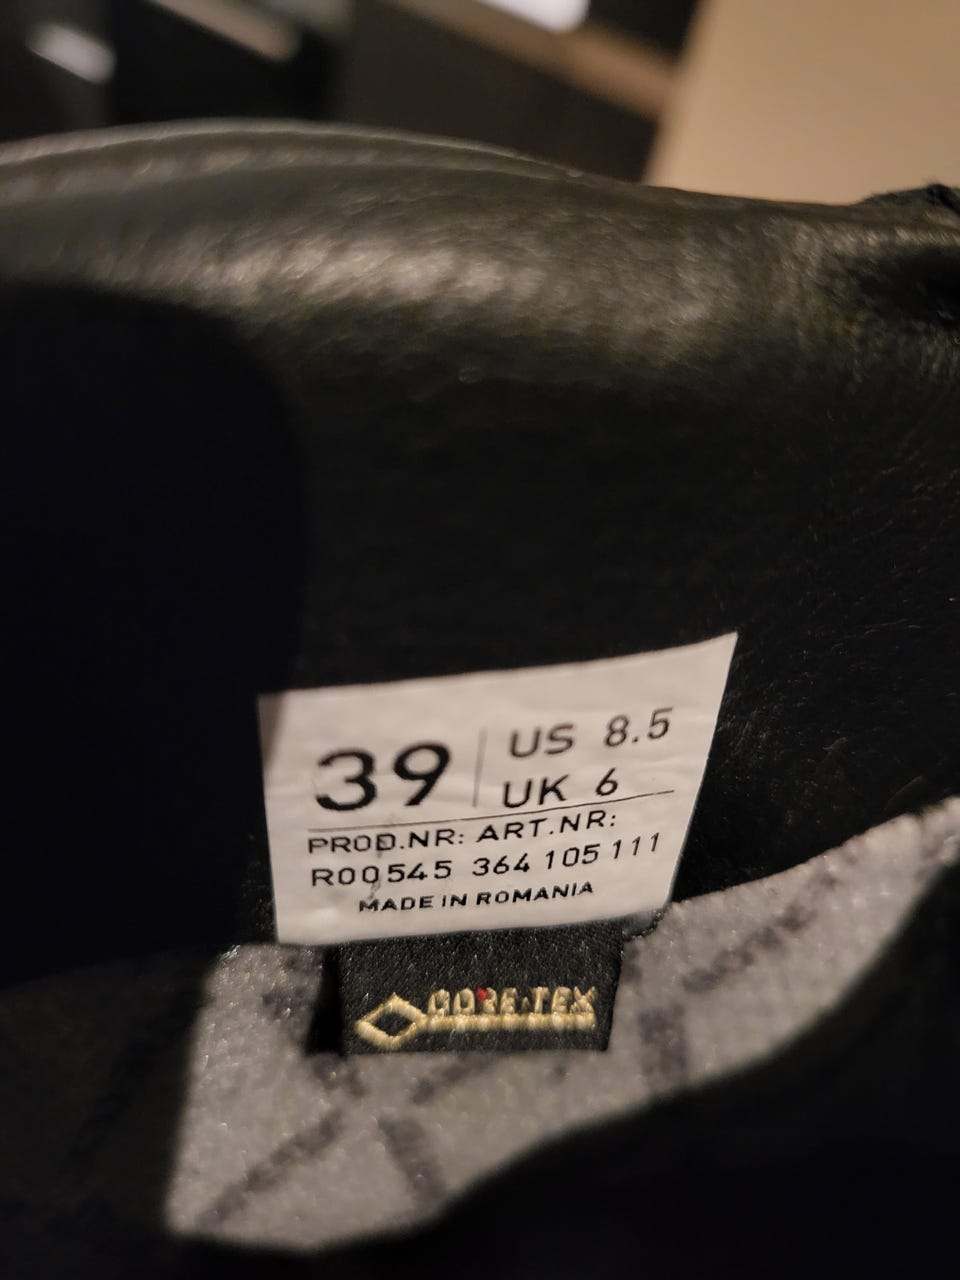 39
US 8.5
UK 6
PROD.NR: ART.NR:
R00545 364 105 111
MADE IN ROMANIA
GORE-TEX